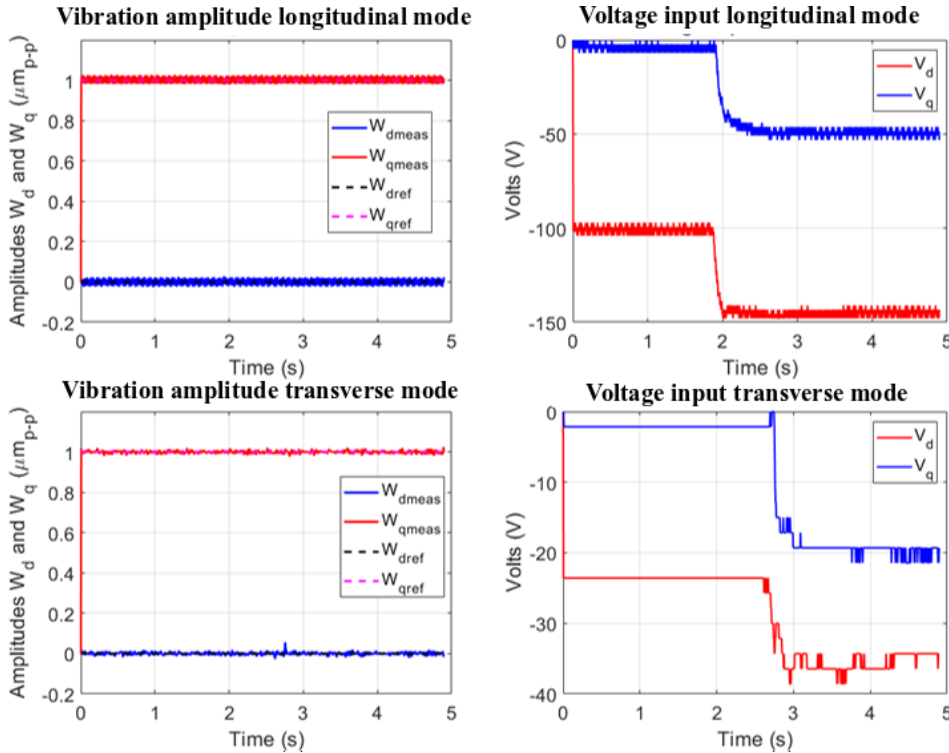 Vibration amplitude longitudinal mode
Amplitudes W_d and W_q (μm_p-p)
1
0.8
0.6
0.4
0.2
0
-0.2
W_dmeas
W_qmeas
W_dref
W_qref
0 1 2 3 4 5
Time (s)
Voltage input longitudinal mode
Volts (V)
0
-50
-100
-150
V_d
V_q
0 1 2 3 4 5
Time (s)
Vibration amplitude transverse mode
Amplitudes W_d and W_q (μm_p-p)
1
0.8
0.6
0.4
0.2
0
-0.2
W_dmeas
W_qmeas
W_dref
W_qref
0 1 2 3 4 5
Time (s)
Voltage input transverse mode
Volts (V)
0
-10
-20
-30
-40
V_d
V_q
0 1 2 3 4 5
Time (s)